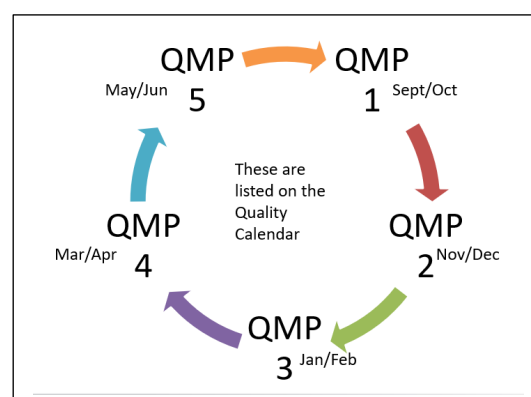 QMP
1 Sept/Oct
QMP
2 Nov/Dec
QMP
3 Jan/Feb
QMP
Mar/Apr 4
QMP
May/Jun 5
These are
listed on the
Quality
Calendar